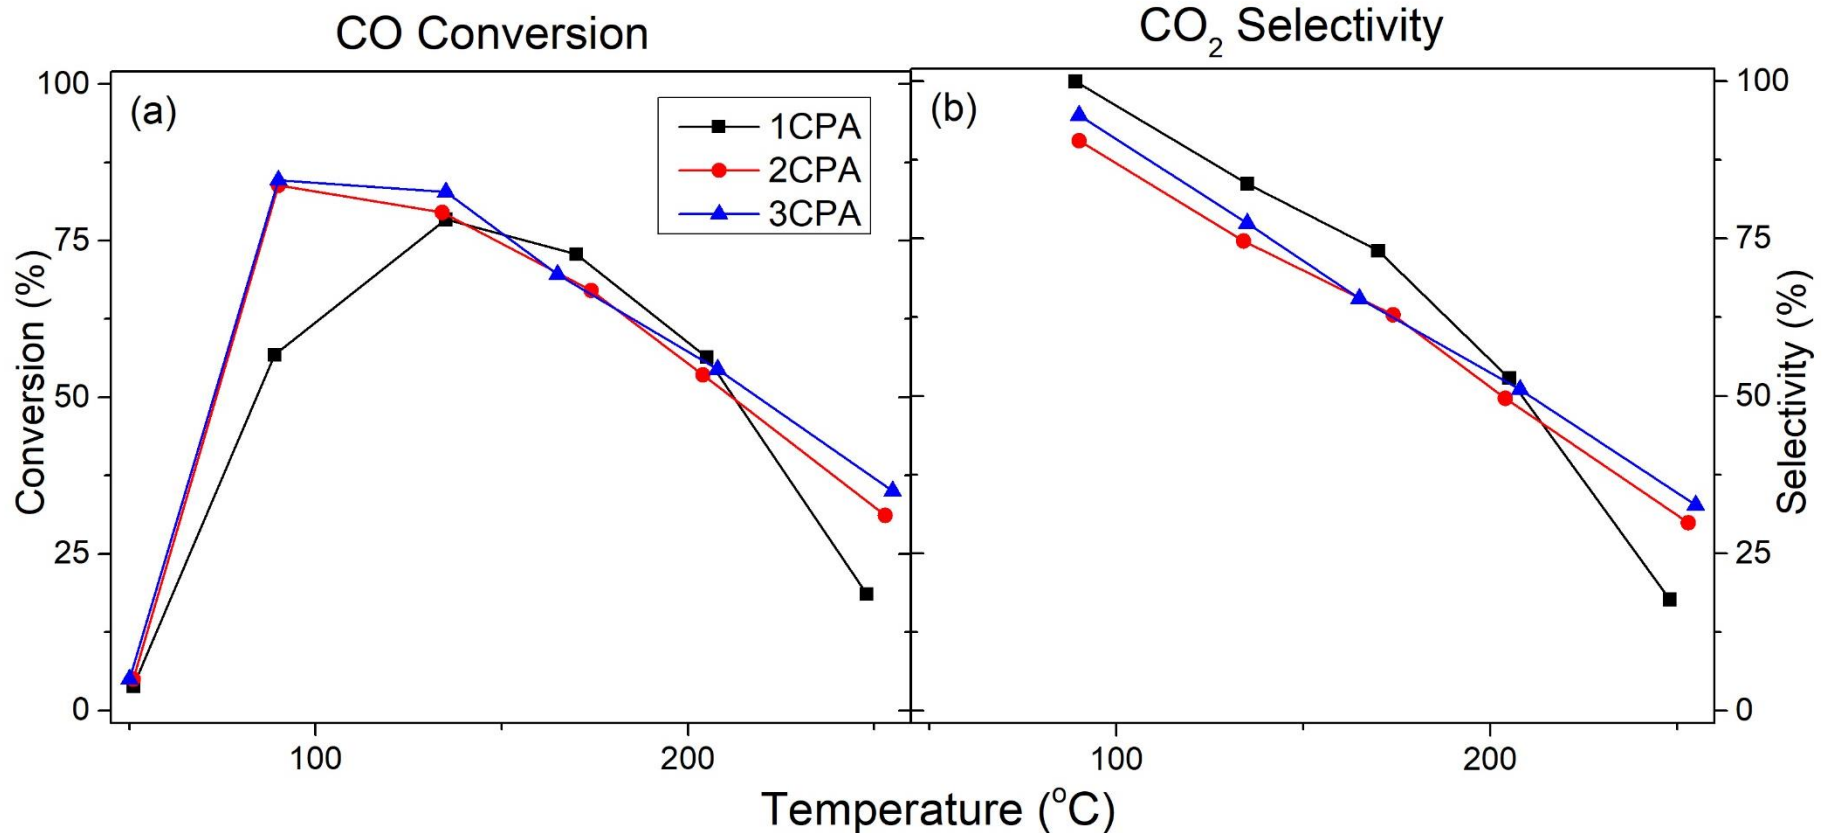 CO Conversion
CO₂ Selectivity
(a)
(b)
1CPA
2CPA
3CPA
100
75
50
25
0
Conversion (%)
100
75
50
25
0
Selectivity (%)
100
200
100
200
Temperature (°C)